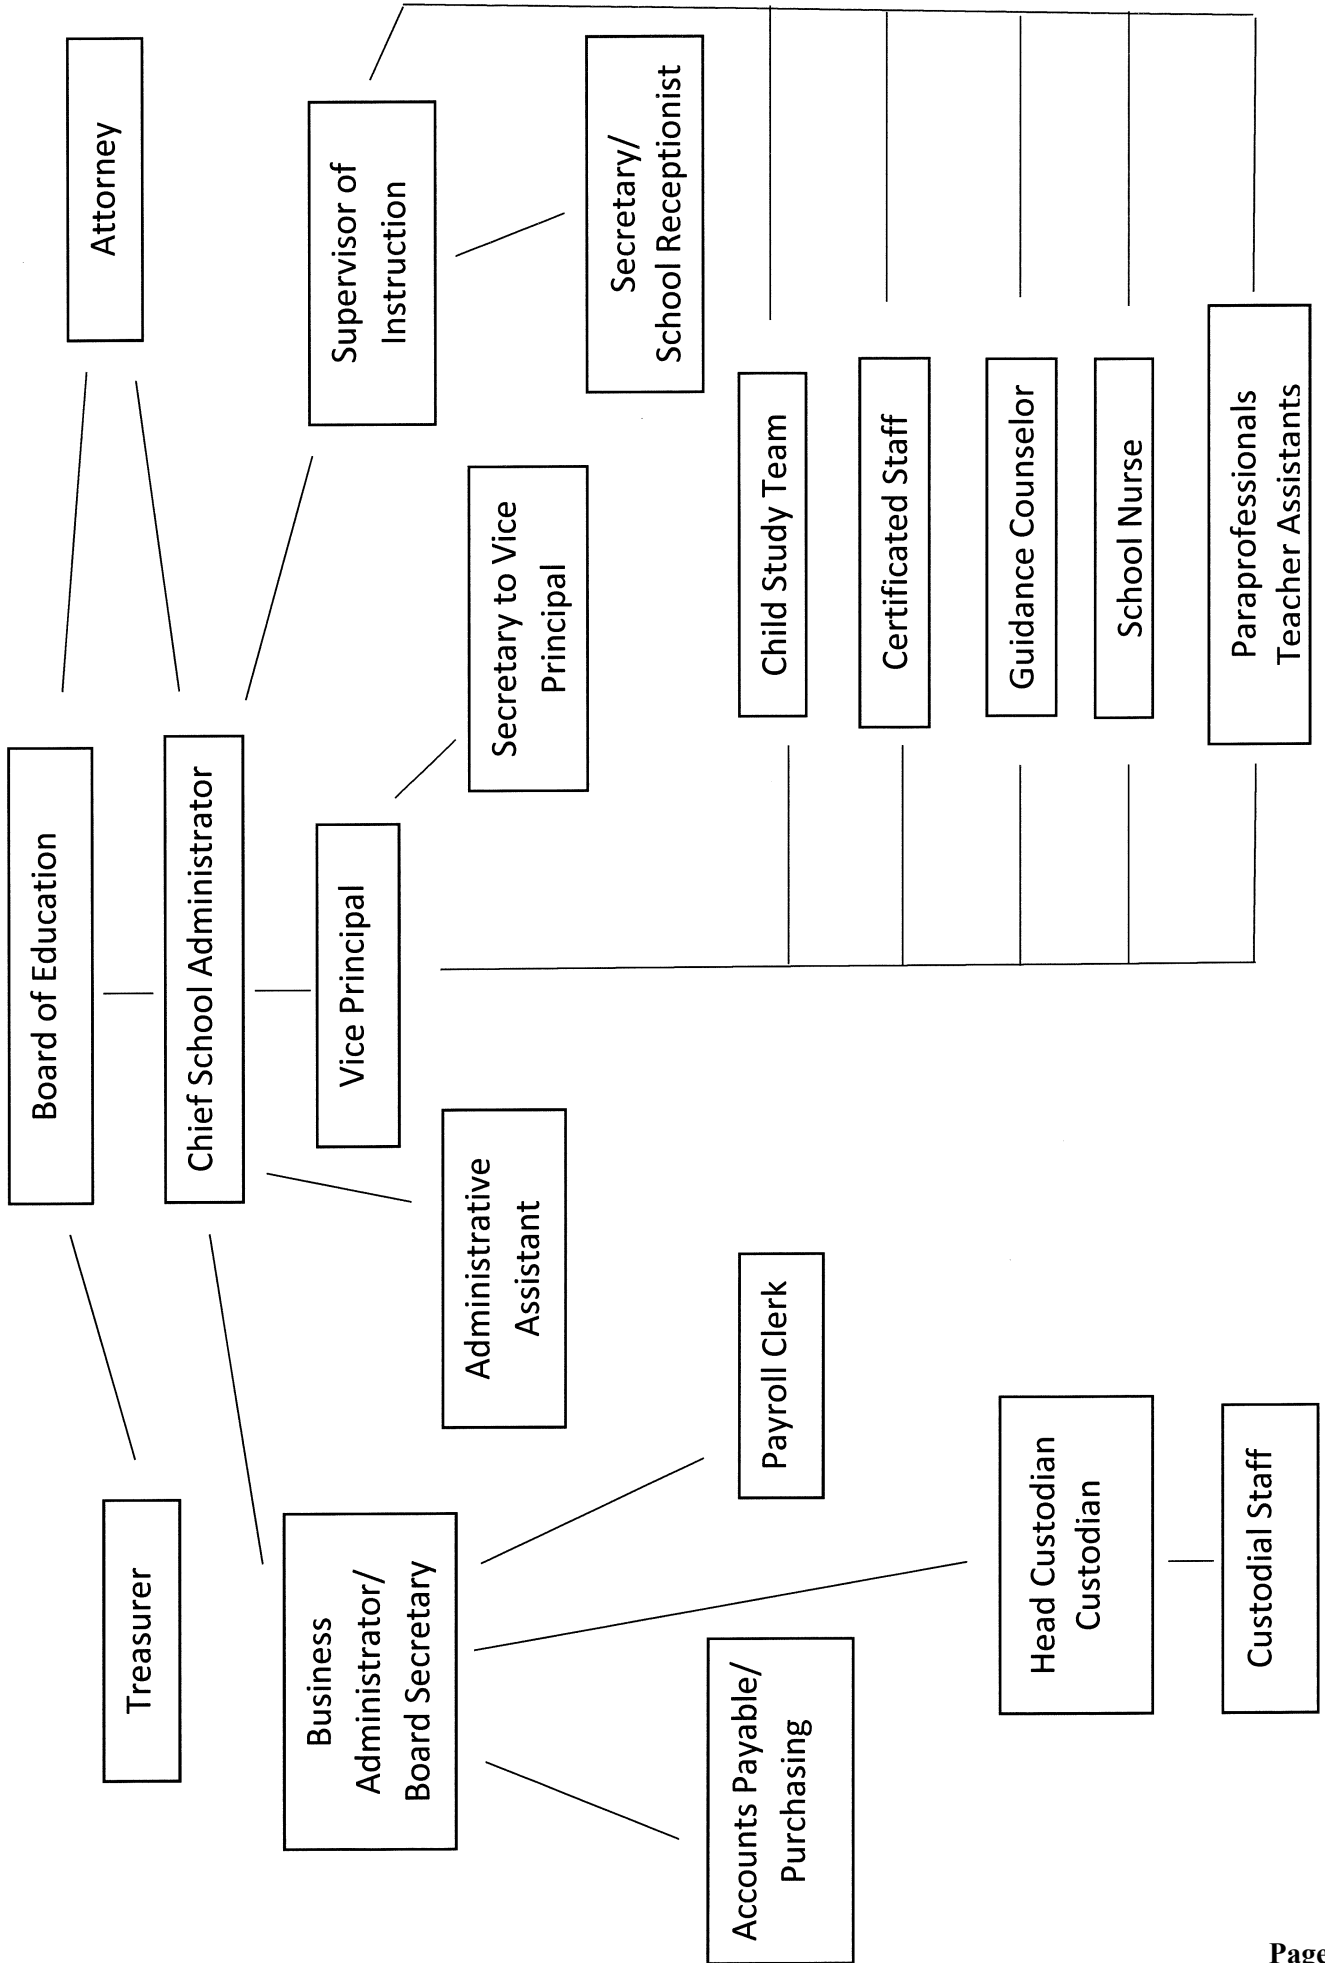 Board of Education
Attorney
Treasurer
Chief School Administrator
Business
Administrator/
Board Secretary
Vice Principal
Supervisor of
Instruction
Administrative
Assistant
Secretary to Vice
Principal
Secretary/
School Receptionist
Accounts Payable/
Purchasing
Payroll Clerk
Child Study Team
Certificated Staff
Guidance Counselor
School Nurse
Paraprofessionals
Teacher Assistants
Head Custodian
Custodian
Custodial Staff
Page